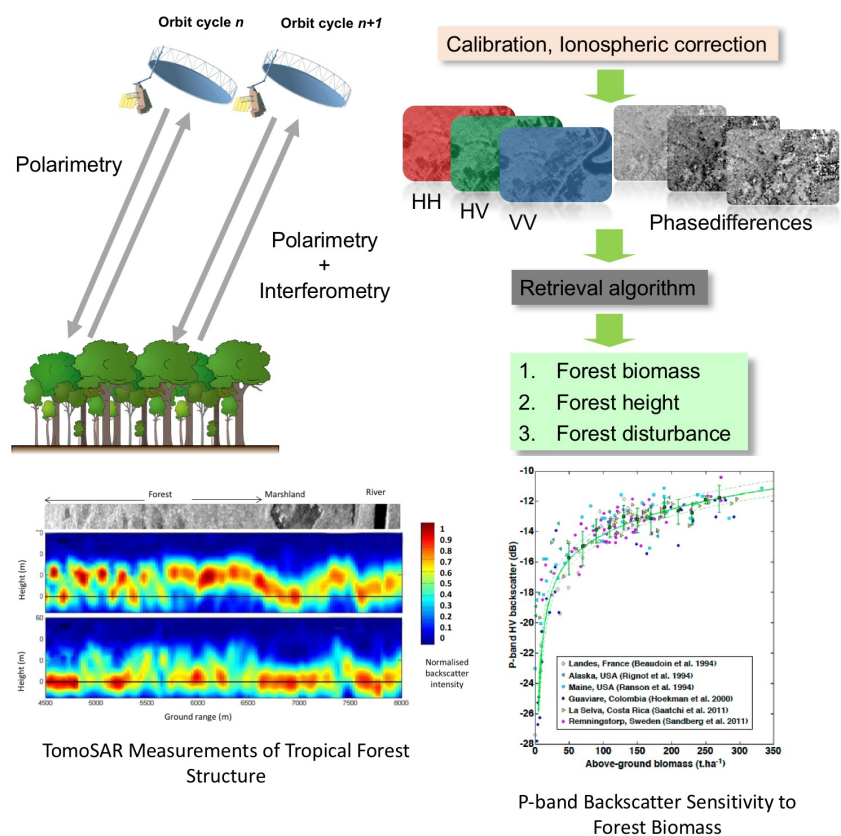 Orbit cycle n
Orbit cycle n+1
Polarimetry
Polarimetry
+
Interferometry
Calibration, Ionospheric correction
HH
HV
VV
Phasedifferences
Retrieval algorithm
1. Forest biomass
2. Forest height
3. Forest disturbance
Forest
Marshland
River
Height (m)
0
0
Height (m)
60
0
0
4500
5000
5500
6000
6500
7000
7500
8000
Ground range (m)
1
0.9
0.8
0.7
0.6
0.5
0.4
0.3
0.2
0.1
0
Normalised
backscatter
intensity
TomoSAR Measurements of Tropical Forest
Structure
P-band HV backscatter (dB)
-10
-12
-14
-16
-18
-20
-22
-24
-26
-28
Landes, France (Beaudoin et al. 1994)
Alaska, USA (Rignot et al. 1994)
Maine, USA (Ranson et al. 1994)
Guaviare, Colombia (Hoekman et al. 2000)
La Selva, Costa Rica (Saatchi et al. 2011)
Remningstorp, Sweden (Sandberg et al. 2011)
0
50
100
150
200
250
300
350
Above-ground biomass (t.ha⁻¹)
P-band Backscatter Sensitivity to
Forest Biomass